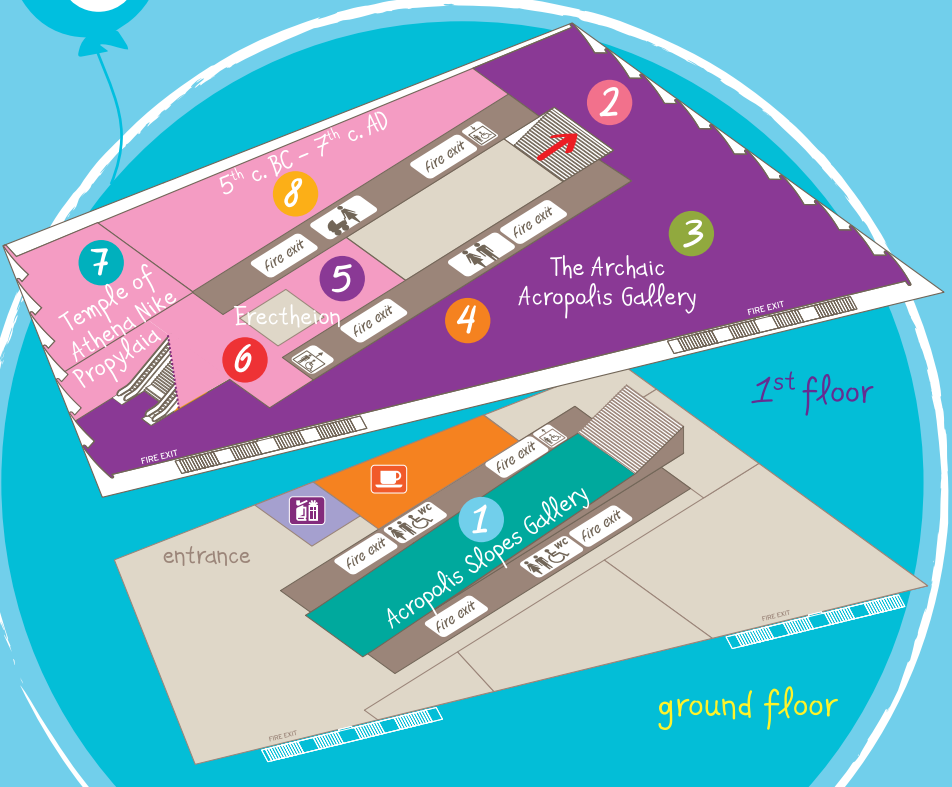 2
5th c. BC – 7th c. AD
8
fire exit
fire exit
7
Temple of
Athena Nike
Propylaia
5
Erectheion
6
fire exit
fire exit
3
The Archaic
Acropolis Gallery
4
FIRE EXIT
FIRE EXIT
1st floor
entrance
fire exit
WC
fire exit
1
Acropolis Slopes Gallery
WC
fire exit
fire exit
FIRE EXIT
FIRE EXIT
ground floor